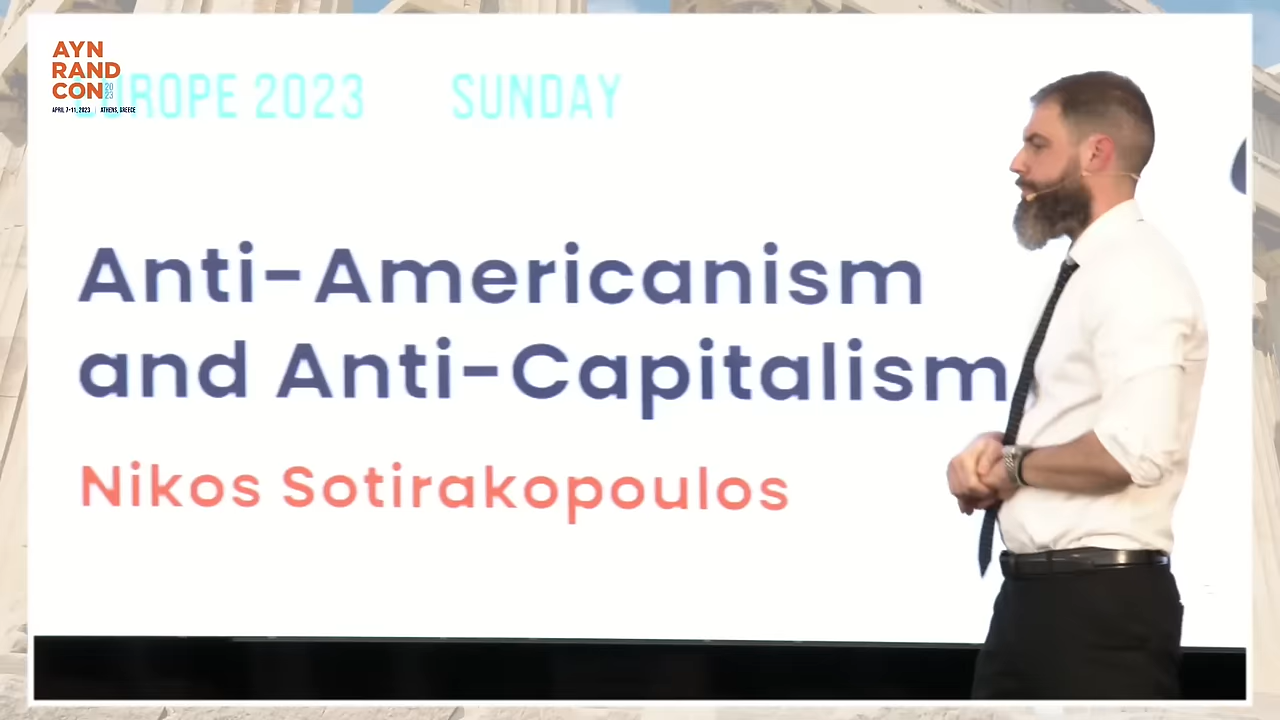 AYN
RAND
CON 2023
APRIL 7-11, 2023 | ATHENS, GREECE
EUROPE 2023 SUNDAY
Anti-Americanism
and Anti-Capitalism
Nikos Sotirakopoulos